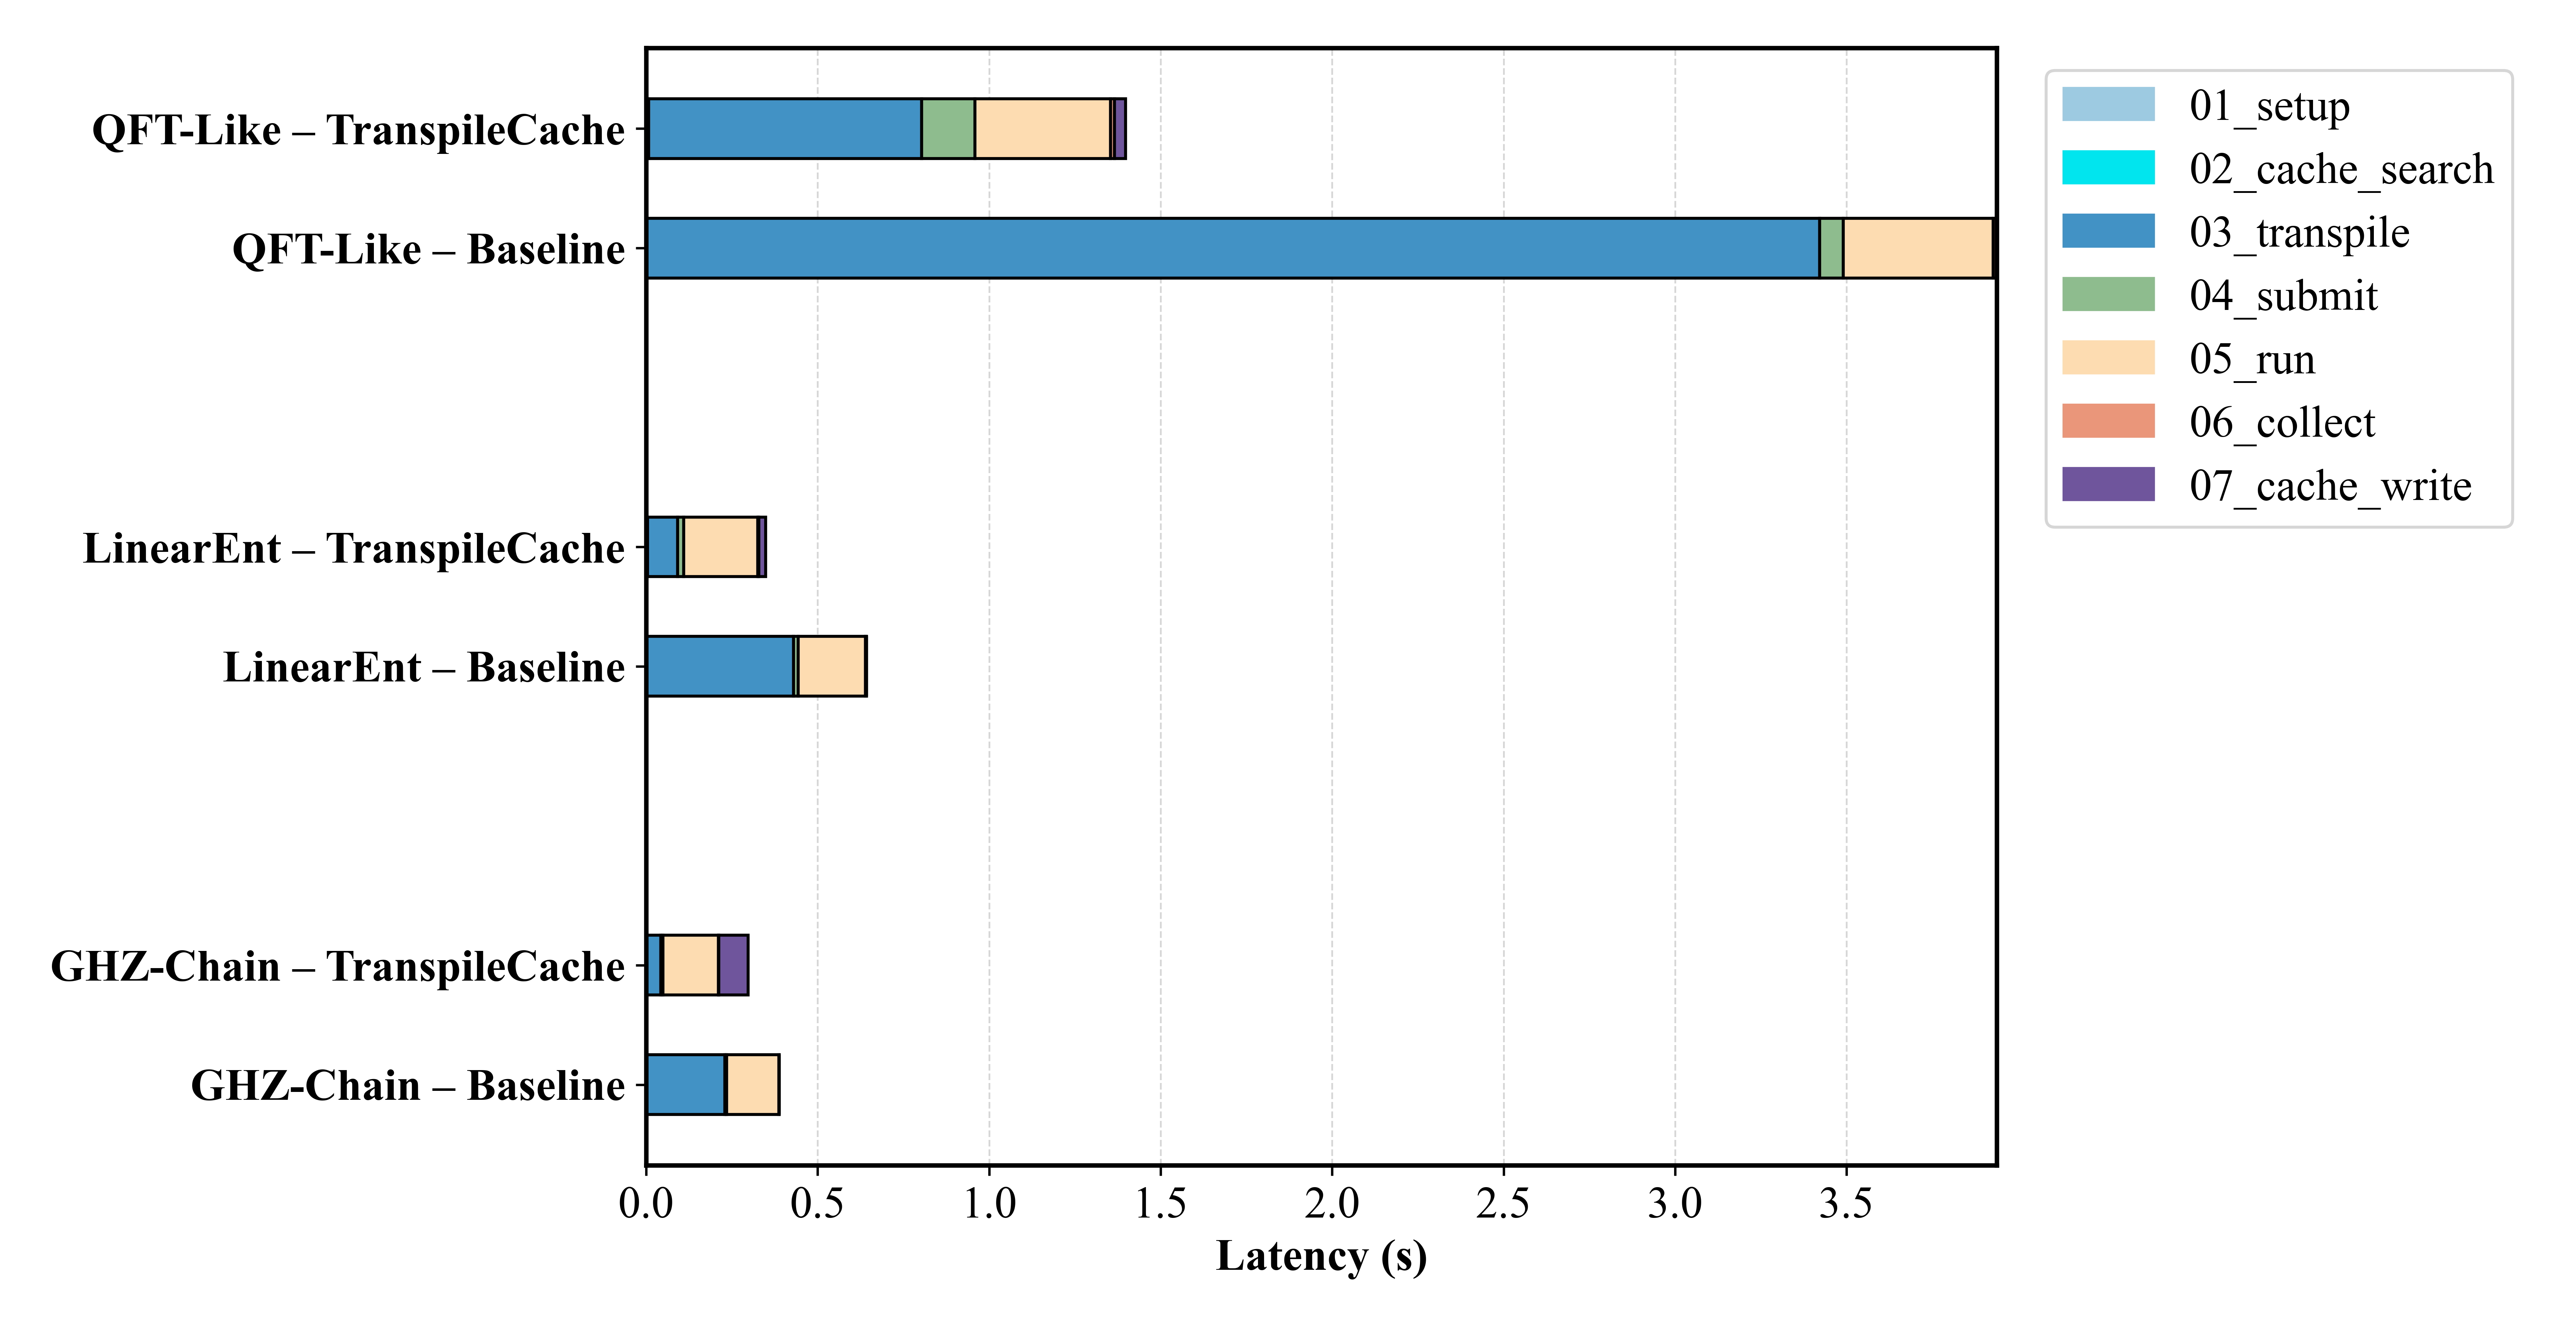 QFT-Like – TranspileCache
QFT-Like – Baseline
LinearEnt – TranspileCache
LinearEnt – Baseline
GHZ-Chain – TranspileCache
GHZ-Chain – Baseline
0.0 0.5 1.0 1.5 2.0 2.5 3.0 3.5
Latency (s)
01_setup
02_cache_search
03_transpile
04_submit
05_run
06_collect
07_cache_write